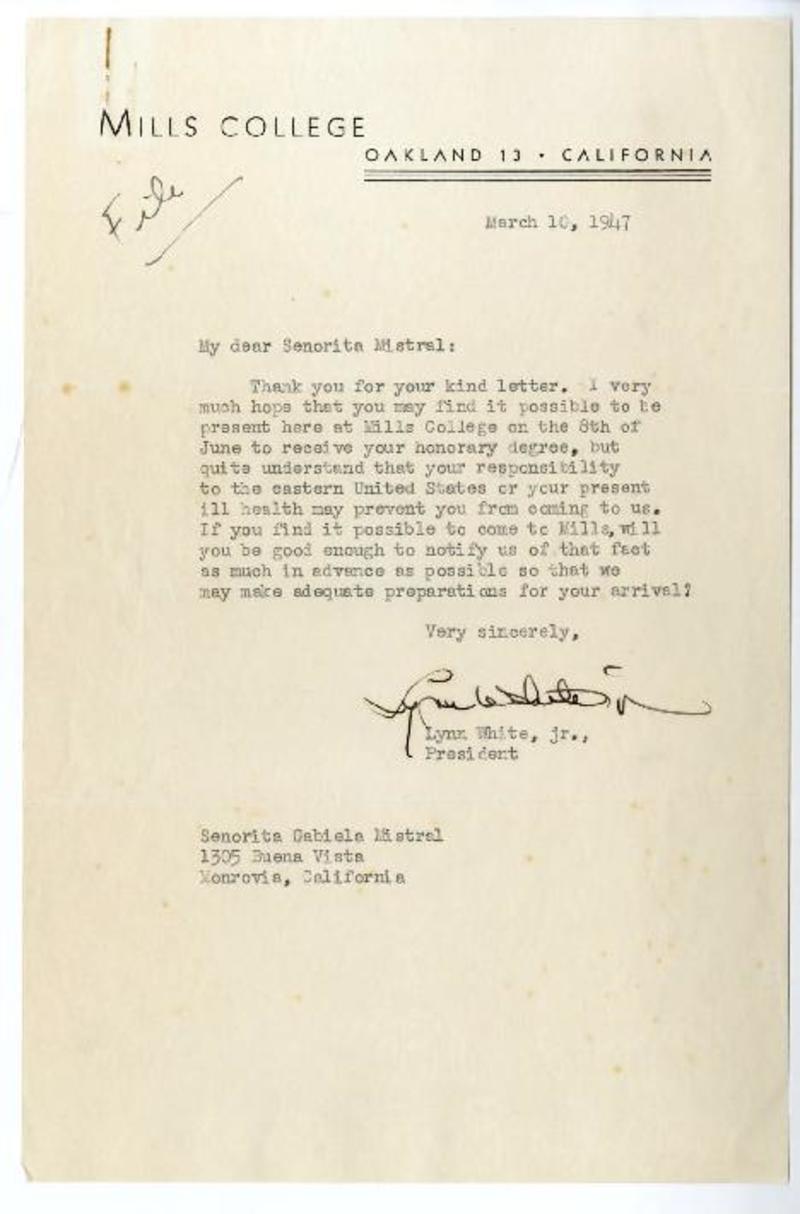 MILLS COLLEGE
OAKLAND 13 • CALIFORNIA
File
March 10, 1947
My dear Senorita Mistral:
Thank you for your kind letter. I very
much hope that you may find it possible to be
present here at Mills College on the 8th of
June to receive your honorary degree, but
quite understand that your responsibility
to the eastern United States or your present
ill health may prevent you from coming to us.
If you find it possible to come to Mills, will
you be good enough to notify us of that fact
as much in advance as possible so that we
may make adequate preparations for your arrival?
Very sincerely,
Lynn White jr
Lynn White, jr.,
President
Senorita Gabiela Mistral
1305 Buena Vista
Monrovia, California